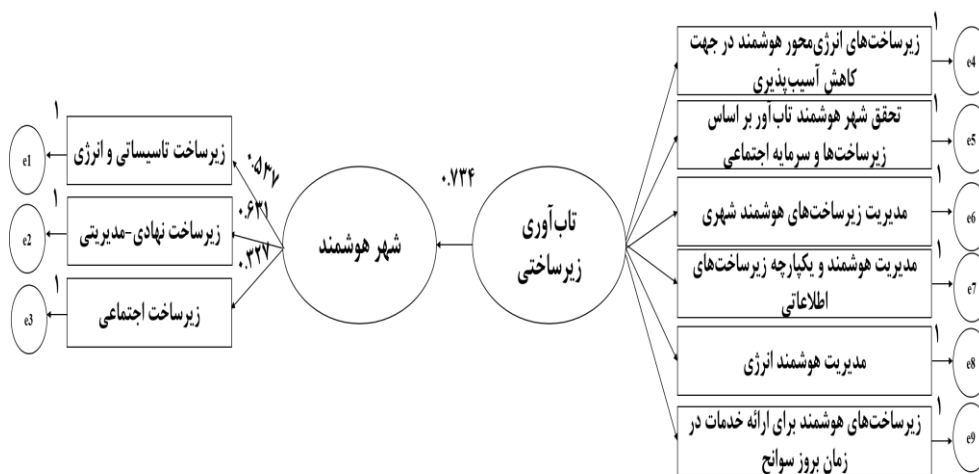 ۱
زیرساخت‌های انرژی‌محور هوشمند در جهت
کاهش آسیب‌پذیری
e4
۱
تحقق شهر هوشمند تاب‌آور بر اساس
زیرساخت‌ها و سرمایه اجتماعی
e5
۱
مدیریت زیرساخت‌های هوشمند شهری
e6
۱
مدیریت هوشمند و یکپارچه زیرساخت‌های
اطلاعاتی
e7
۱
مدیریت هوشمند انرژی
e8
۱
زیرساخت‌های هوشمند برای ارائه خدمات در
زمان بروز سوانح
e9
تاب‌آوری
زیرساختی
۰.۷۳۴
شهر هوشمند
۰.۵۳۷
۰.۶۳۱
۰.۳۲۷
۱
زیرساخت تاسیساتی و انرژی
e1
۱
زیرساخت نهادی-مدیریتی
e2
۱
زیرساخت اجتماعی
e3